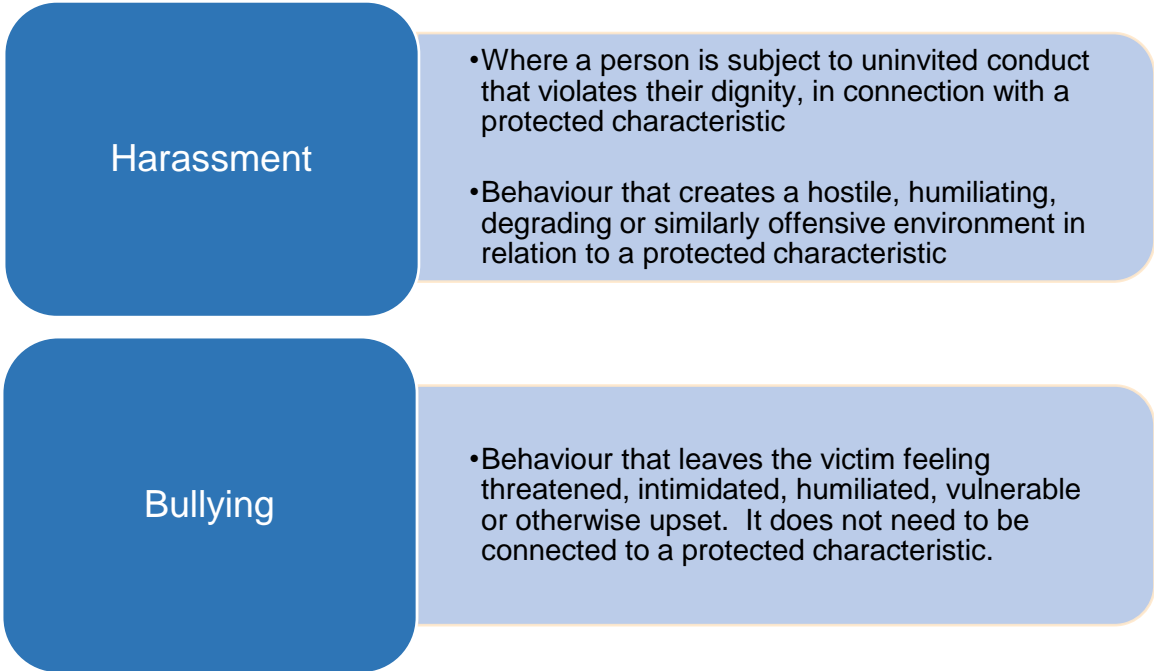 Harassment
•Where a person is subject to uninvited conduct
that violates their dignity, in connection with a
protected characteristic
•Behaviour that creates a hostile, humiliating,
degrading or similarly offensive environment in
relation to a protected characteristic
Bullying
•Behaviour that leaves the victim feeling
threatened, intimidated, humiliated, vulnerable
or otherwise upset.  It does not need to be
connected to a protected characteristic.